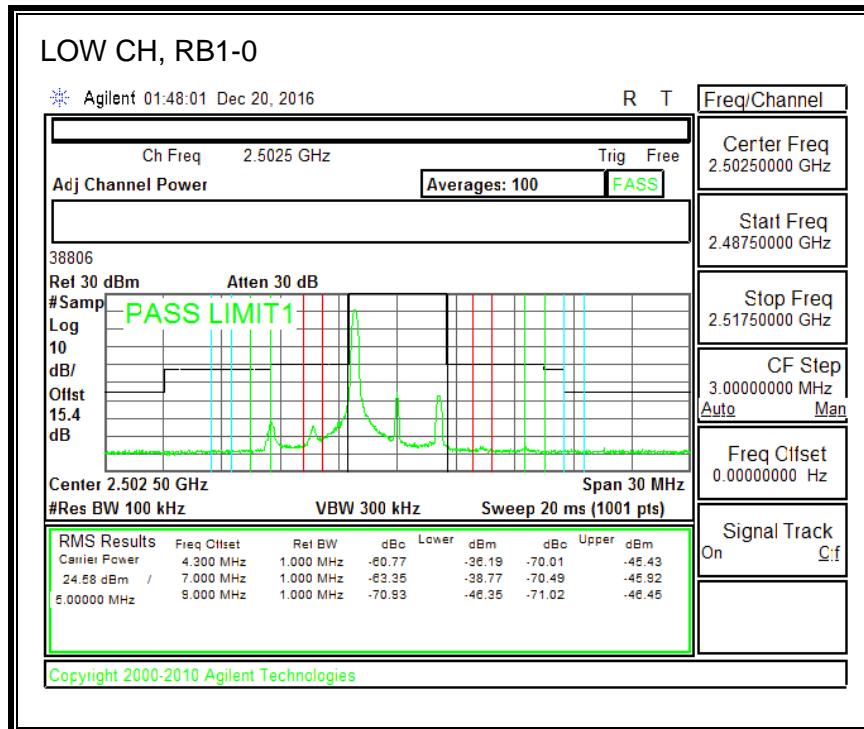 LOW CH, RB1-0
Agilent 01:48:01 Dec 20, 2016 R T
Freq/Channel
Ch Freq 2.5025 GHz Trig Free
Adj Channel Power Averages: 100 PASS
Center Freq
2.50250000 GHz
Start Freq
2.48750000 GHz
38806
Ref 30 dBm Atten 30 dB
#Samp
Log
10
dB/
Offst
15.4
dB
PASS LIMIT1
Stop Freq
2.51750000 GHz
CF Step
3.00000000 MHz
Auto Man
Freq Offset
0.00000000 Hz
Center 2.502 50 GHz Span 30 MHz
#Res BW 100 kHz VBW 300 kHz Sweep 20 ms (1001 pts)
Signal Track
On Off
RMS Results Freq Offset Ref BW dBc Lower dBm dBc Upper dBm
Carrier Power 4.300 MHz 1.000 MHz -60.77 -36.19 -70.01 -45.43
24.58 dBm / 7.000 MHz 1.000 MHz -63.35 -38.77 -70.49 -45.92
5.00000 MHz 9.000 MHz 1.000 MHz -70.93 -46.35 -71.02 -46.45
Copyright 2000-2010 Agilent Technologies